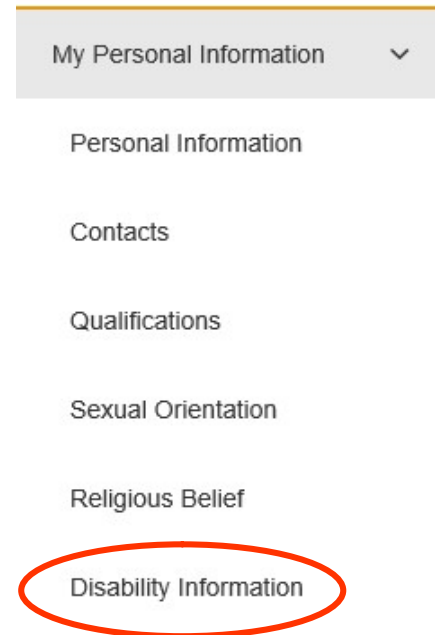 My Personal Information
Personal Information
Contacts
Qualifications
Sexual Orientation
Religious Belief
Disability Information